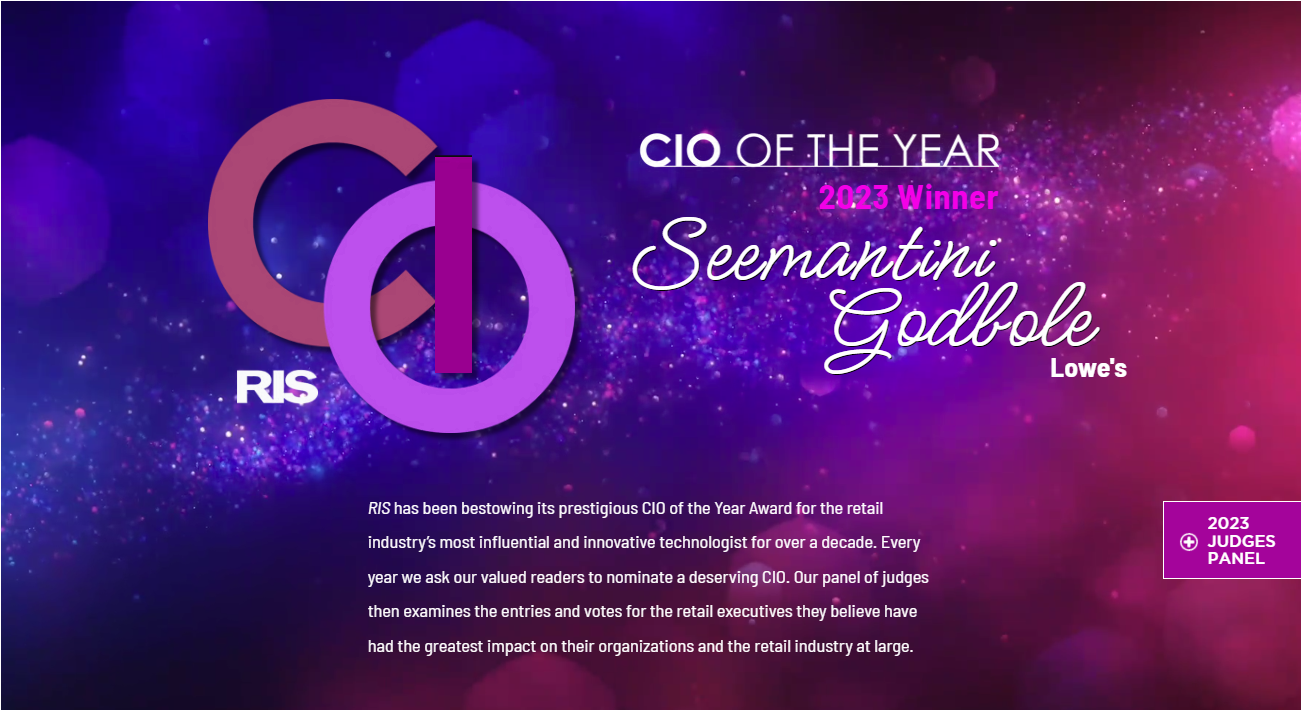 CIO
CIO OF THE YEAR
2023 Winner
Seemantini
Godbole
Lowe's
RIS
RIS has been bestowing its prestigious CIO of the Year Award for the retail
industry's most influential and innovative technologist for over a decade. Every
year we ask our valued readers to nominate a deserving CIO. Our panel of judges
then examines the entries and votes for the retail executives they believe have
had the greatest impact on their organizations and the retail industry at large.
2023
JUDGES
PANEL